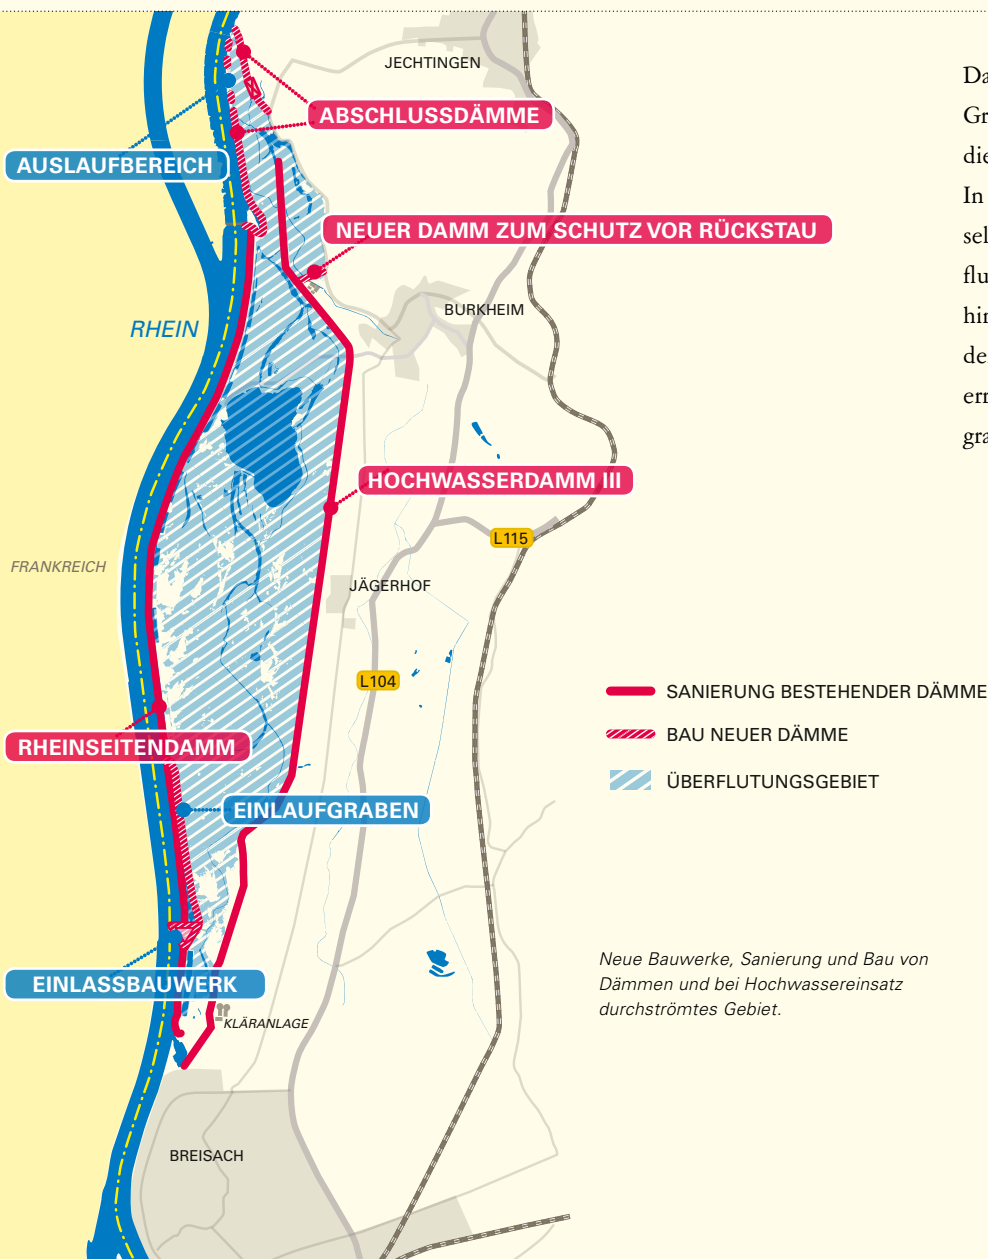 JECHTINGEN
ABSCHLUSSDÄMME
AUSLAUFBEREICH
NEUER DAMM ZUM SCHUTZ VOR RÜCKSTAU
BURKHEIM
RHEIN
HOCHWASSERDAMM III
L115
FRANKREICH
JÄGERHOF
L104
RHEINSEITENDAMM
EINLAUFGRABEN
EINLASSBAUWERK
KLÄRANLAGE
BREISACH
SANIERUNG BESTEHENDER DÄMME
BAU NEUER DÄMME
ÜBERFLUTUNGSGEBIET
Neue Bauwerke, Sanierung und Bau von
Dämmen und bei Hochwassereinsatz
durchströmtes Gebiet.
die
In